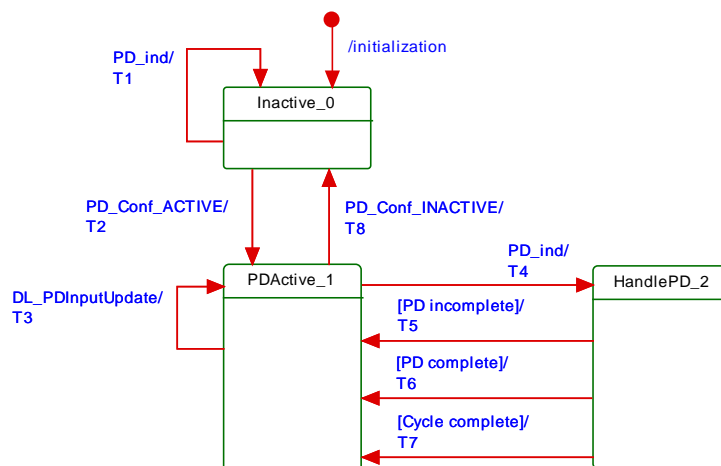 /initialization
PD_ind/
T1
Inactive_0
PD_Conf_ACTIVE/
T2
PD_Conf_INACTIVE/
T8
PDActive_1
PD_ind/
T4
HandlePD_2
DL_PDInputUpdate/
T3
[PD incomplete]/
T5
[PD complete]/
T6
[Cycle complete]/
T7